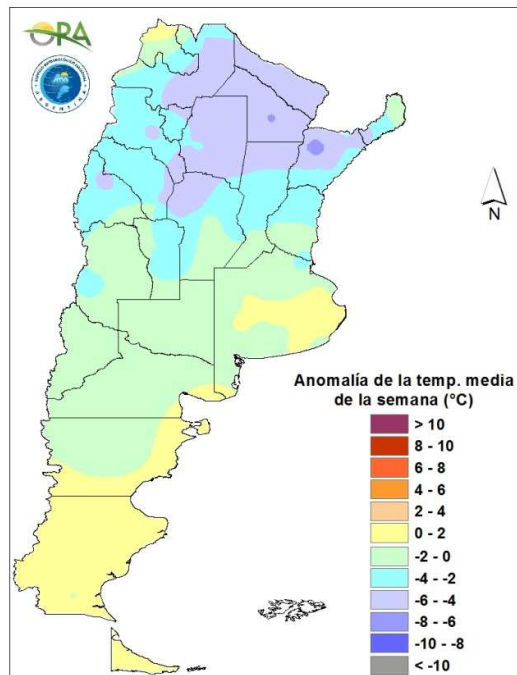 ORA
ARGENTINA
N
Anomalía de la temp. media
de la semana (°C)
> 10
8 - 10
6 - 8
4 - 6
2 - 4
0 - 2
-2 - 0
-4 - -2
-6 - -4
-8 - -6
-10 - -8
< -10